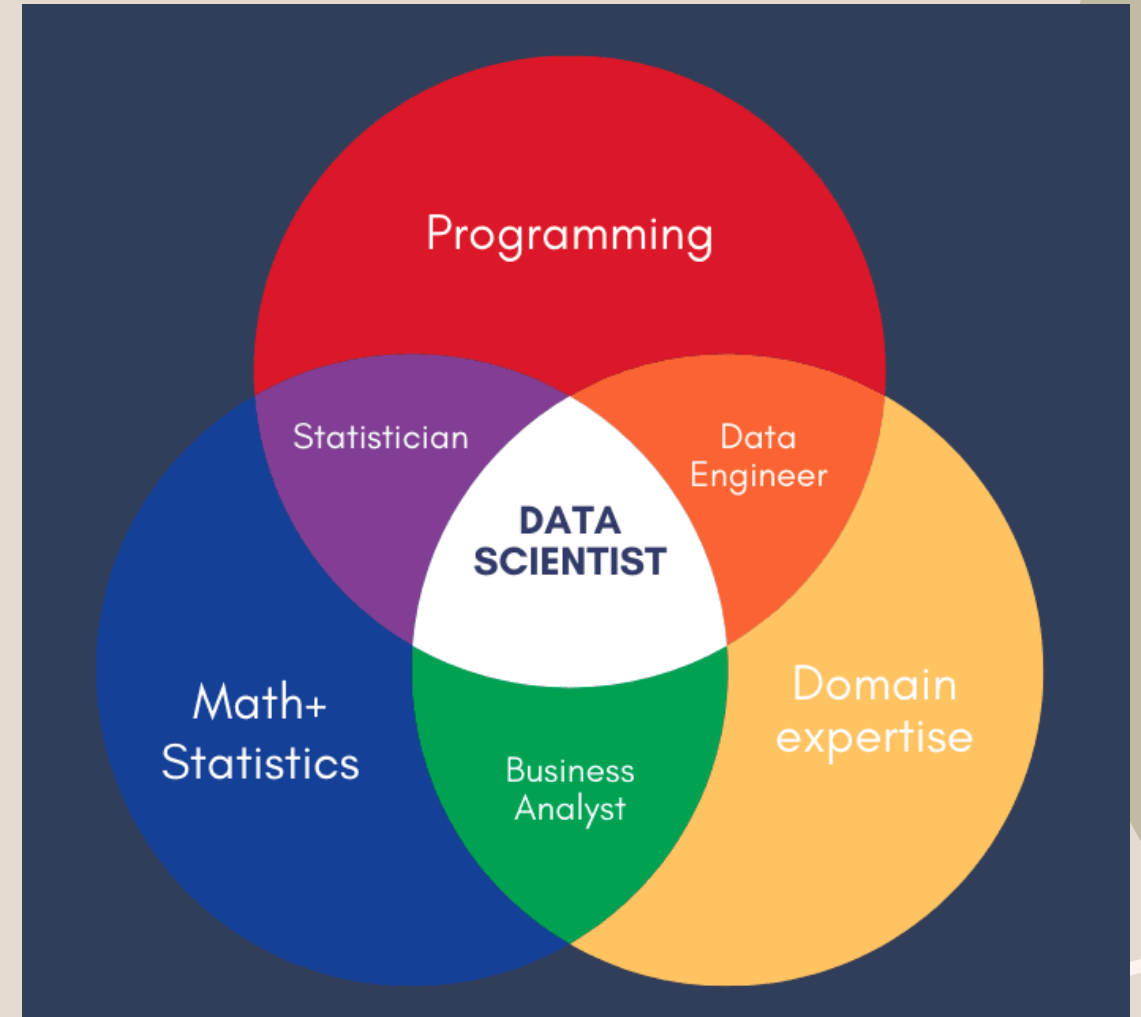 Programming
Statistician
Data
Engineer
DATA
SCIENTIST
Math+
Statistics
Domain
expertise
Business
Analyst